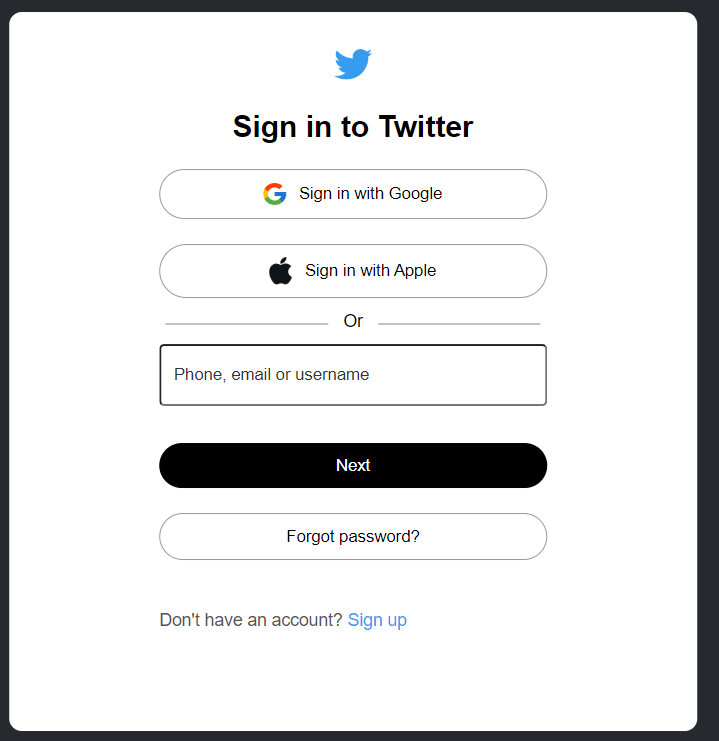 Sign in to Twitter
Sign in with Google
Sign in with Apple
Or
Phone, email or username
Next
Forgot password?
Don't have an account? Sign up